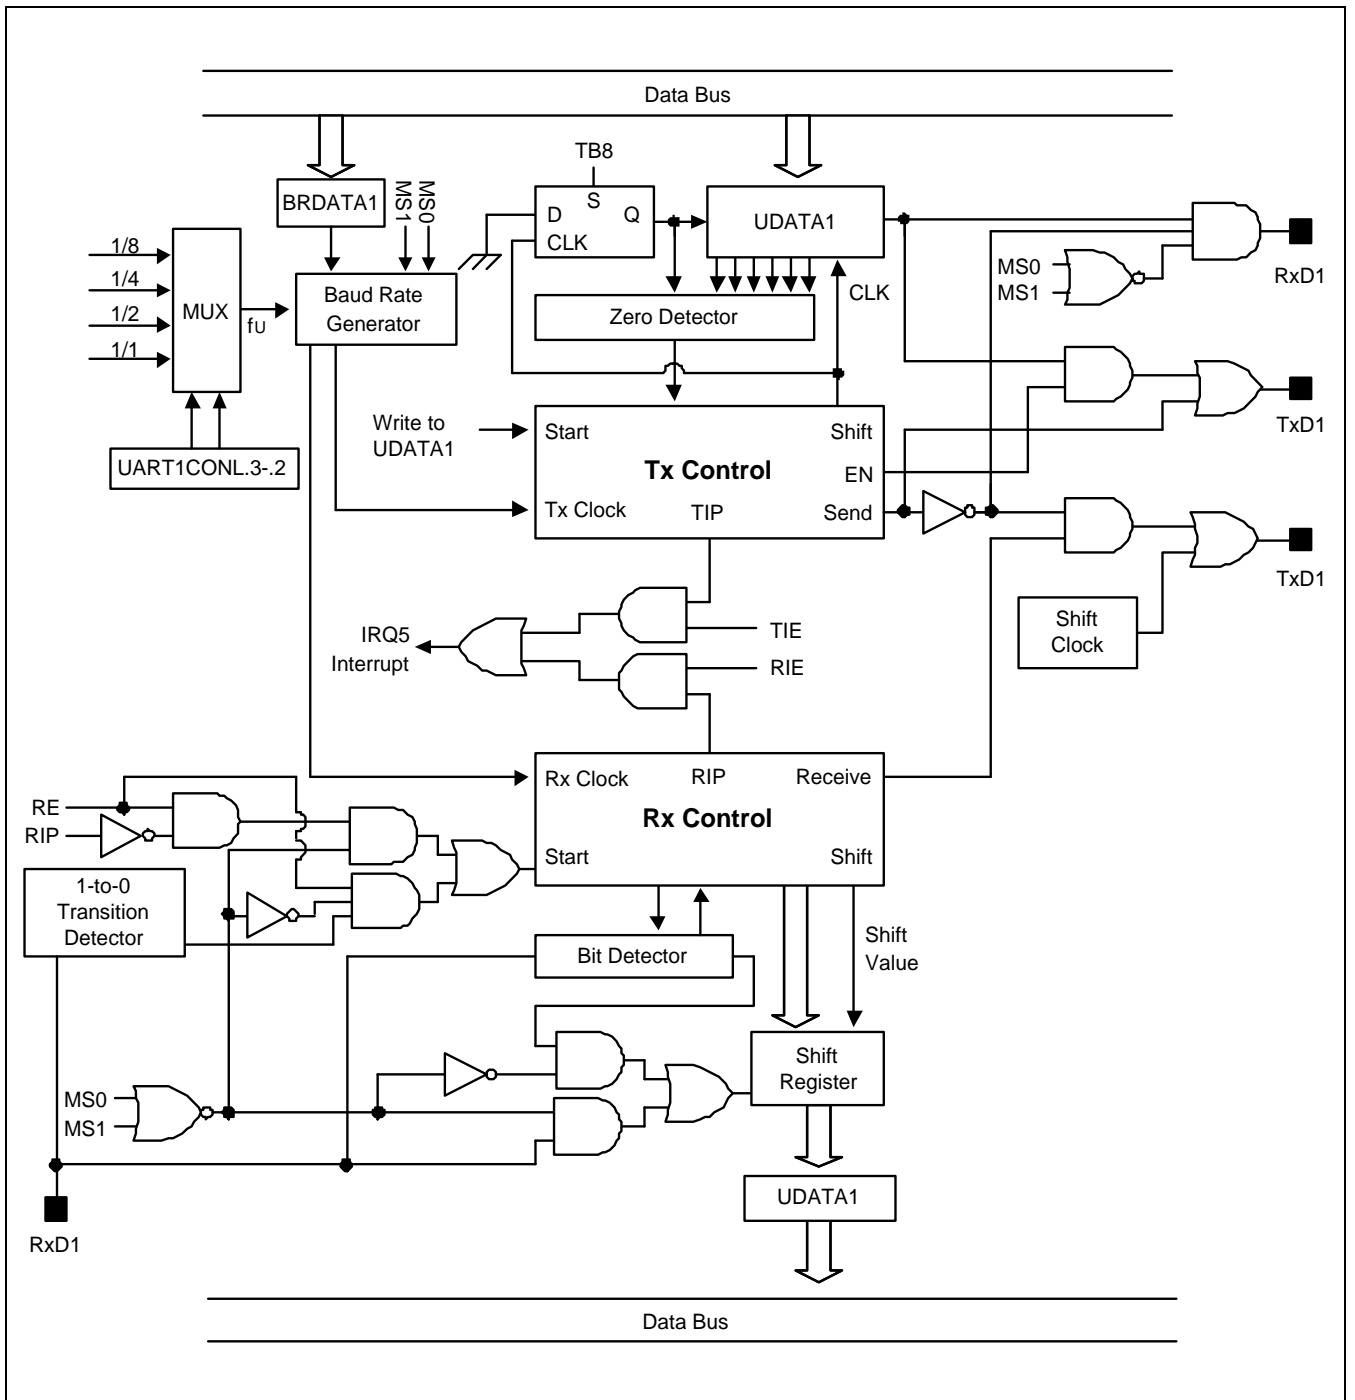 Data Bus
TB8
BRDATA1
MS1
MS0
S
D
Q
CLK
UDATA1
1/8
1/4
1/2
1/1
MUX
fU
Baud Rate
Generator
Zero Detector
CLK
MS0
MS1
RxD1
UART1CONL.3-.2
Write to
UDATA1
Start
Shift
Tx Control
EN
Tx Clock
TIP
Send
TxD1
TxD1
Shift
Clock
IRQ5
Interrupt
TIE
RIE
RE
RIP
Rx Clock
RIP
Receive
Rx Control
Start
Shift
1-to-0
Transition
Detector
Bit Detector
Shift
Value
Shift
Register
MS0
MS1
UDATA1
RxD1
Data Bus